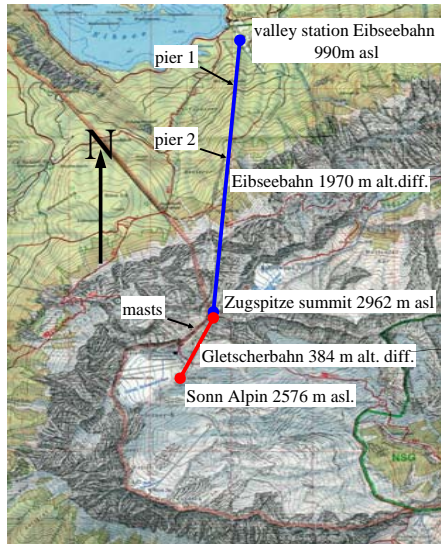 valley station Eibseebahn
990m asl
pier 1
pier 2
N
Eibseebahn 1970 m alt.diff.
Zugspitze summit 2962 m asl
masts
Gletscherbahn 384 m alt. diff.
Sonn Alpin 2576 m asl.
NSG